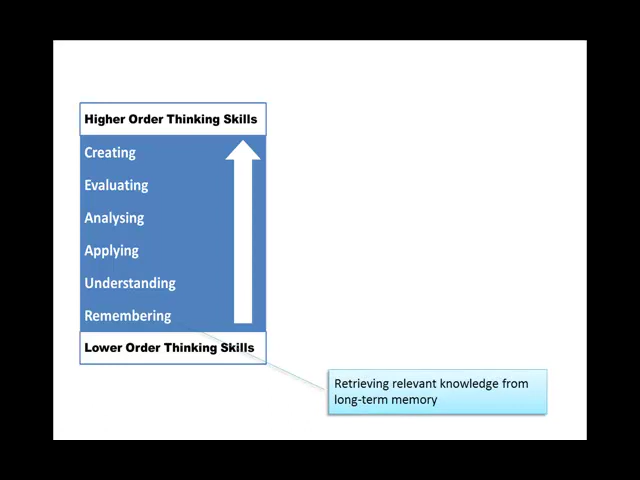 Higher Order Thinking Skills
Creating
Evaluating
Analysing
Applying
Understanding
Remembering
Lower Order Thinking Skills
Retrieving relevant knowledge from
long-term memory